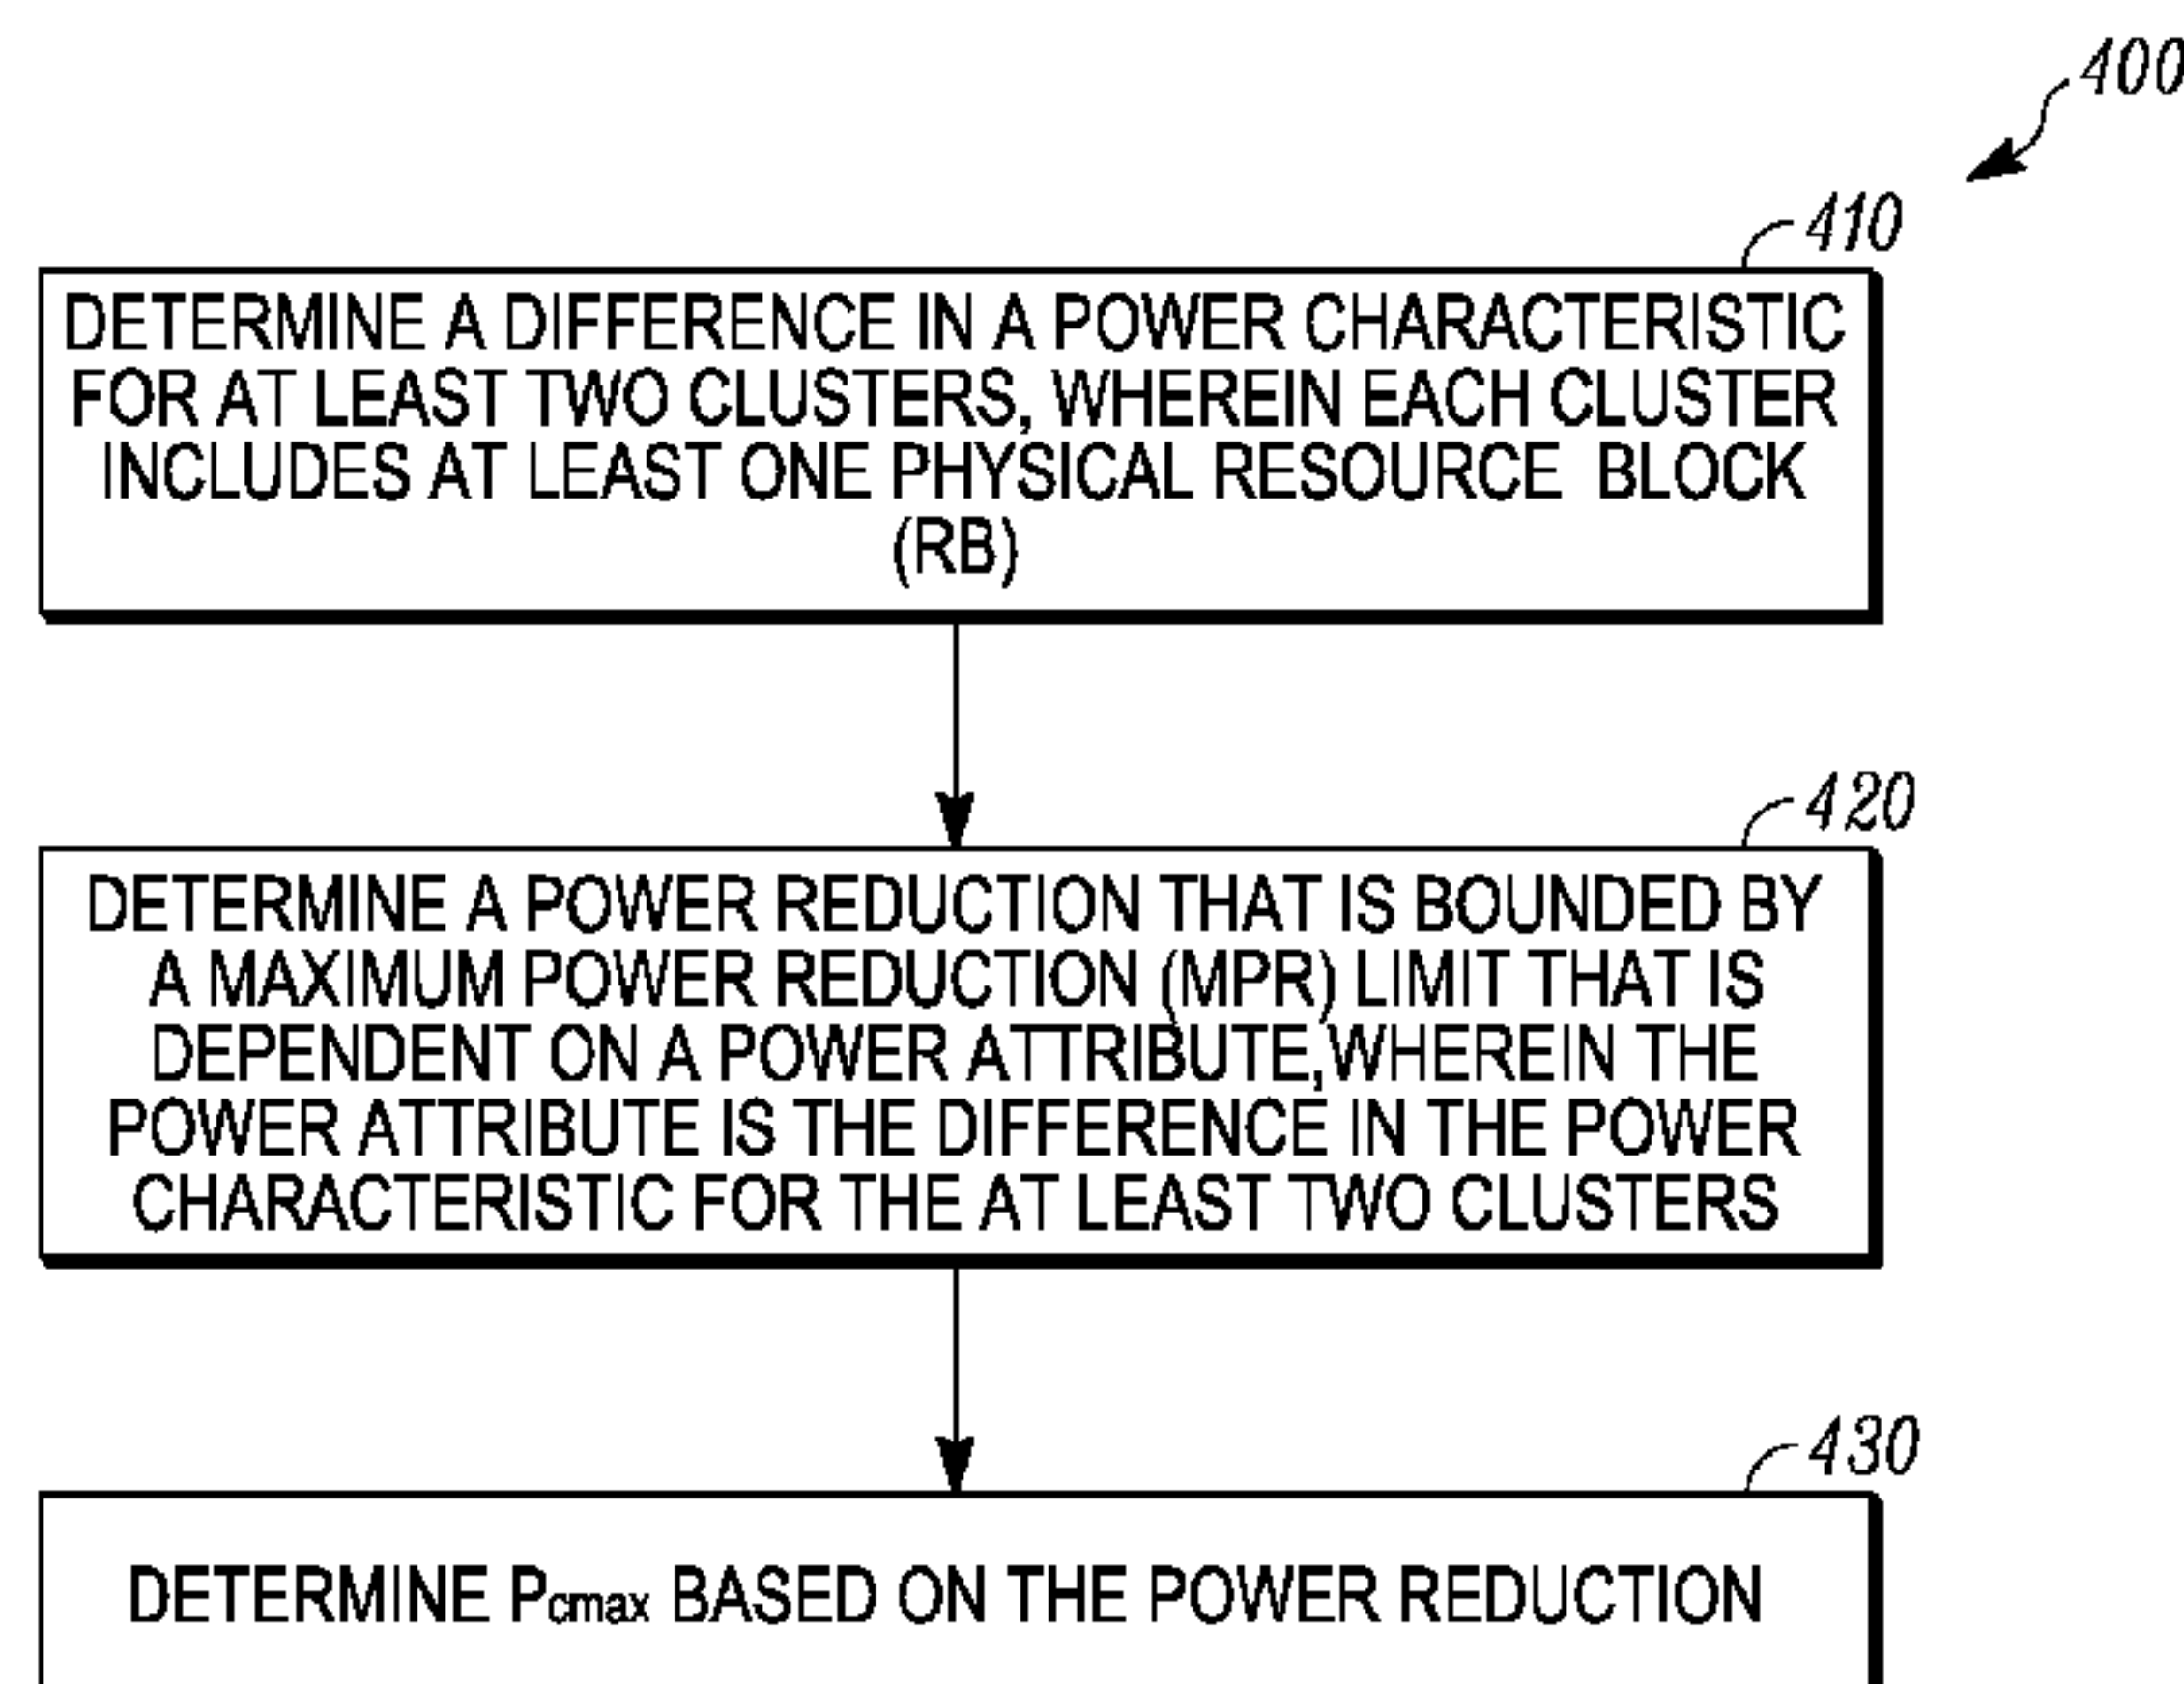 400
410
DETERMINE A DIFFERENCE IN A POWER CHARACTERISTIC
FOR AT LEAST TWO CLUSTERS, WHEREIN EACH CLUSTER
INCLUDES AT LEAST ONE PHYSICAL RESOURCE BLOCK
(RB)
420
DETERMINE A POWER REDUCTION THAT IS BOUNDED BY
A MAXIMUM POWER REDUCTION (MPR) LIMIT THAT IS
DEPENDENT ON A POWER ATTRIBUTE,WHEREIN THE
POWER ATTRIBUTE IS THE DIFFERENCE IN THE POWER
CHARACTERISTIC FOR THE AT LEAST TWO CLUSTERS
430
DETERMINE Pcmax BASED ON THE POWER REDUCTION